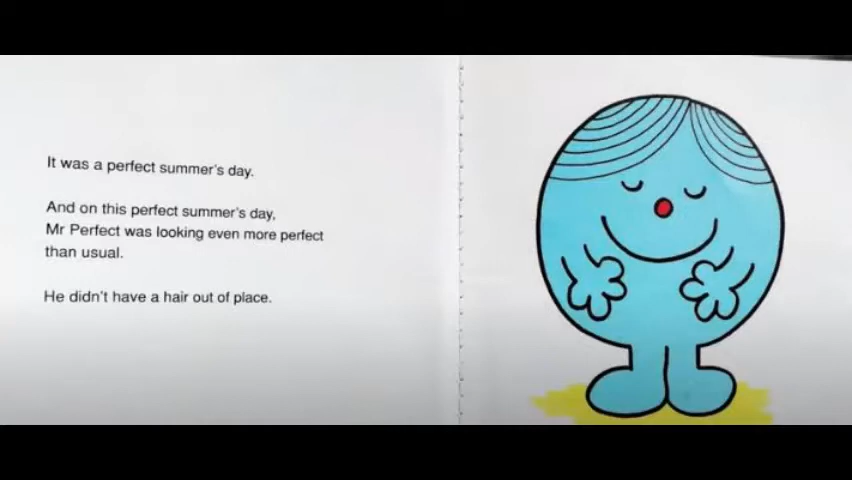 It was a perfect summer's day.
And on this perfect summer's day,
Mr Perfect was looking even more perfect
than usual.
He didn't have a hair out of place.